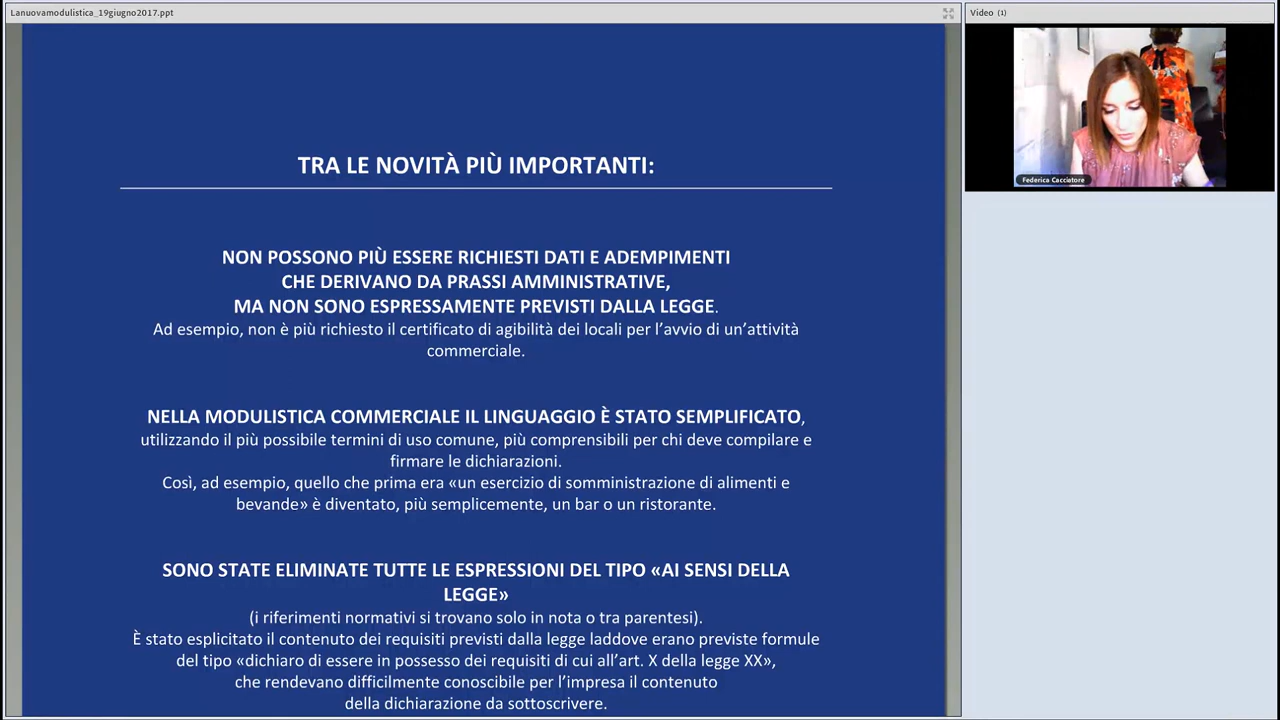 Lanuovamodulistica_19giugno2017.ppt
Video (1)
Federica Cacciatore
TRA LE NOVITÀ PIÙ IMPORTANTI:
NON POSSONO PIÙ ESSERE RICHIESTI DATI E ADEMPIMENTI
CHE DERIVANO DA PRASSI AMMINISTRATIVE,
MA NON SONO ESPRESSAMENTE PREVISTI DALLA LEGGE.
Ad esempio, non è più richiesto il certificato di agibilità dei locali per l’avvio di un’attività
commerciale.
NELLA MODULISTICA COMMERCIALE IL LINGUAGGIO È STATO SEMPLIFICATO,
utilizzando il più possibile termini di uso comune, più comprensibili per chi deve compilare e
firmare le dichiarazioni.
Così, ad esempio, quello che prima era «un esercizio di somministrazione di alimenti e
bevande» è diventato, più semplicemente, un bar o un ristorante.
SONO STATE ELIMINATE TUTTE LE ESPRESSIONI DEL TIPO «AI SENSI DELLA
LEGGE»
(i riferimenti normativi si trovano solo in nota o tra parentesi).
È stato esplicitato il contenuto dei requisiti previsti dalla legge laddove erano previste formule
del tipo «dichiaro di essere in possesso dei requisiti di cui all’art. X della legge XX»,
che rendevano difficilmente conoscibile per l’impresa il contenuto
della dichiarazione da sottoscrivere.